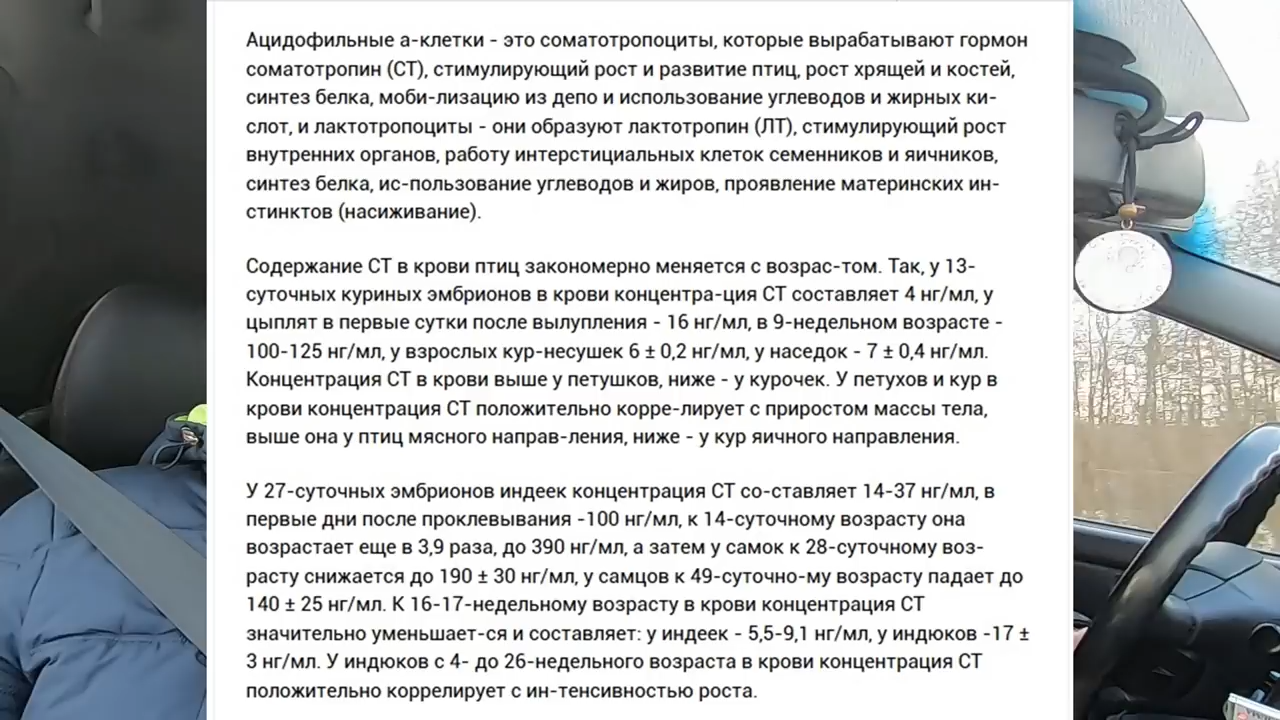 Ацидофильные а-клетки - это соматотропоциты, которые вырабатывают гормон
соматотропин (СТ), стимулирующий рост и развитие птиц, рост хрящей и костей,
синтез белка, моби-лизацию из депо и использование углеводов и жирных ки-
слот, и лактотропоциты - они образуют лактотропин (ЛТ), стимулирующий рост
внутренних органов, работу интерстициальных клеток семенников и яичников,
синтез белка, ис-пользование углеводов и жиров, проявление материнских ин-
стинктов (насиживание).
Содержание СТ в крови птиц закономерно меняется с возрас-том. Так, у 13-
суточных куриных эмбрионов в крови концентра-ция СТ составляет 4 нг/мл, у
цыплят в первые сутки после вылупления - 16 нг/мл, в 9-недельном возрасте -
100-125 нг/мл, у взрослых кур-несушек 6 ± 0,2 нг/мл, у наседок - 7 ± 0,4 нг/мл.
Концентрация СТ в крови выше у петушков, ниже - у курочек. У петухов и кур в
крови концентрация СТ положительно корре-лирует с приростом массы тела,
выше она у птиц мясного направ-ления, ниже - у кур яичного направления.
У 27-суточных эмбрионов индеек концентрация СТ со-ставляет 14-37 нг/мл, в
первые дни после проклевывания -100 нг/мл, к 14-суточному возрасту она
возрастает еще в 3,9 раза, до 390 нг/мл, а затем у самок к 28-суточному воз-
расту снижается до 190 ± 30 нг/мл, у самцов к 49-суточно-му возрасту падает до
140 ± 25 нг/мл. К 16-17-недельному возрасту в крови концентрация СТ
значительно уменьшает-ся и составляет: у индеек - 5,5-9,1 нг/мл, у индюков -17 ±
3 нг/мл. У индюков с 4- до 26-недельного возраста в крови концентрация СТ
положительно коррелирует с ин-тенсивностью роста.